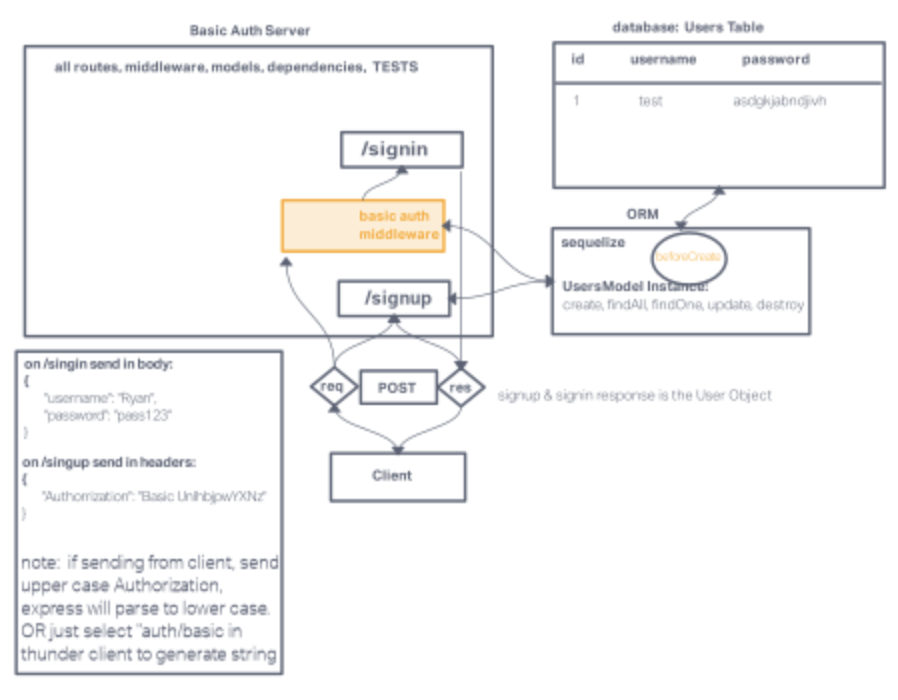 Basic Auth Server
all routes, middleware, models, dependencies, TESTS
/signin
basic auth
middleware
/signup
database: Users Table
id username password
1 test asdgkjabndjivh
ORM
sequelize
beforeCreate
UsersModel Instance:
create, findAll, findOne, update, destroy
req
POST
res
signup & signin response is the User Object
Client
on /singin send in body:
{
"username": "Ryan",
"password": "pass123"
}
on /singup send in headers:
{
"Authorrization": "Basic UnlhbjpwYXNz"
}
note: if sending from client, send
upper case Authorization,
express will parse to lower case.
OR just select "auth/basic in
thunder client to generate string